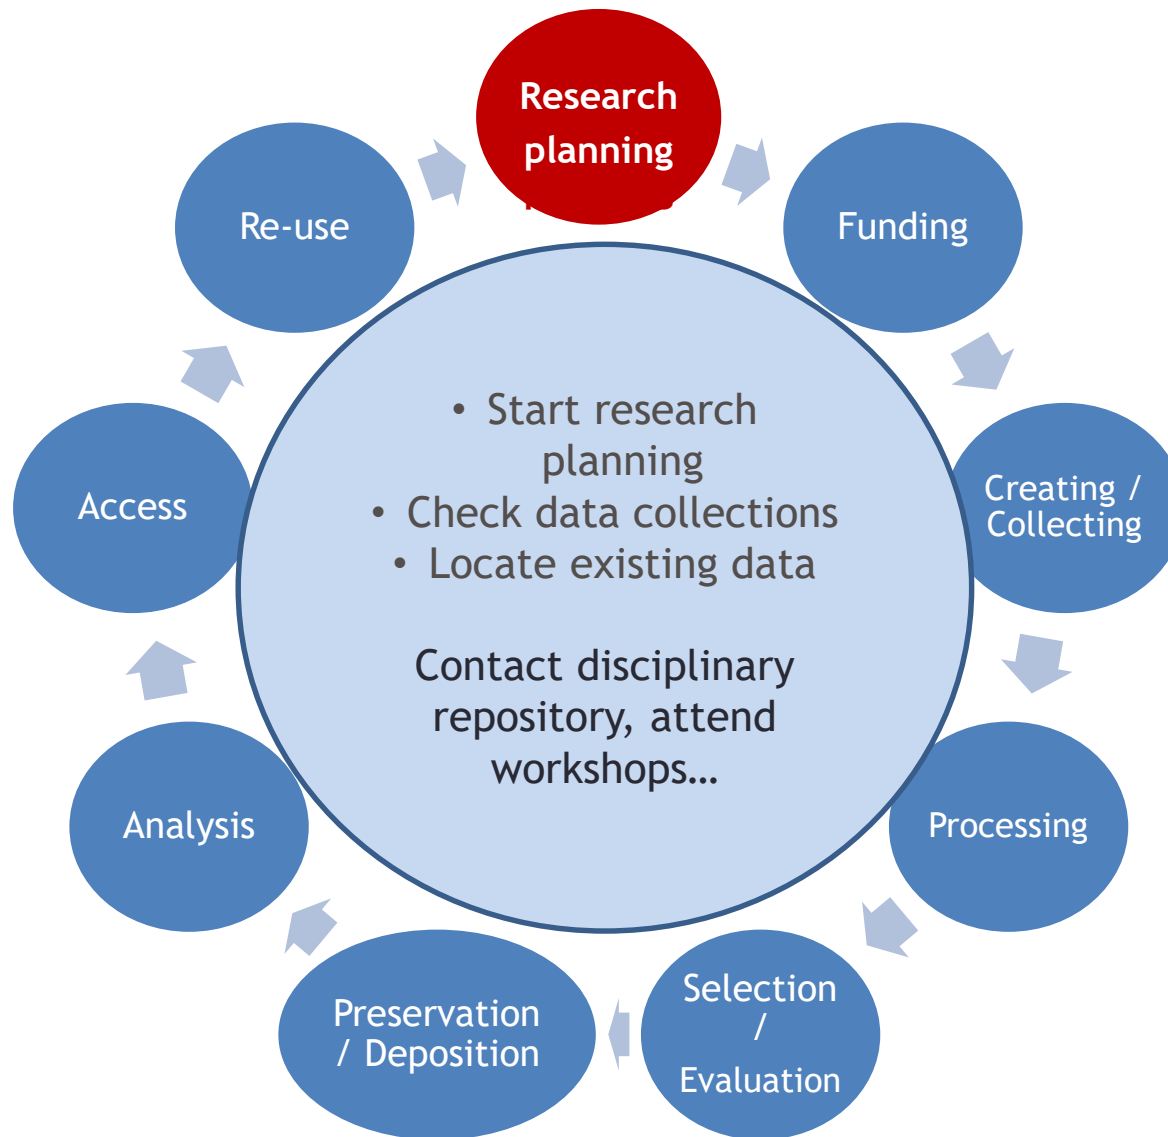 Research
planning
Funding
Creating /
Collecting
Processing
Selection
/
Evaluation
Preservation
/ Deposition
Analysis
Access
Re-use
• Start research
planning
• Check data collections
• Locate existing data
Contact disciplinary
repository, attend
workshops…